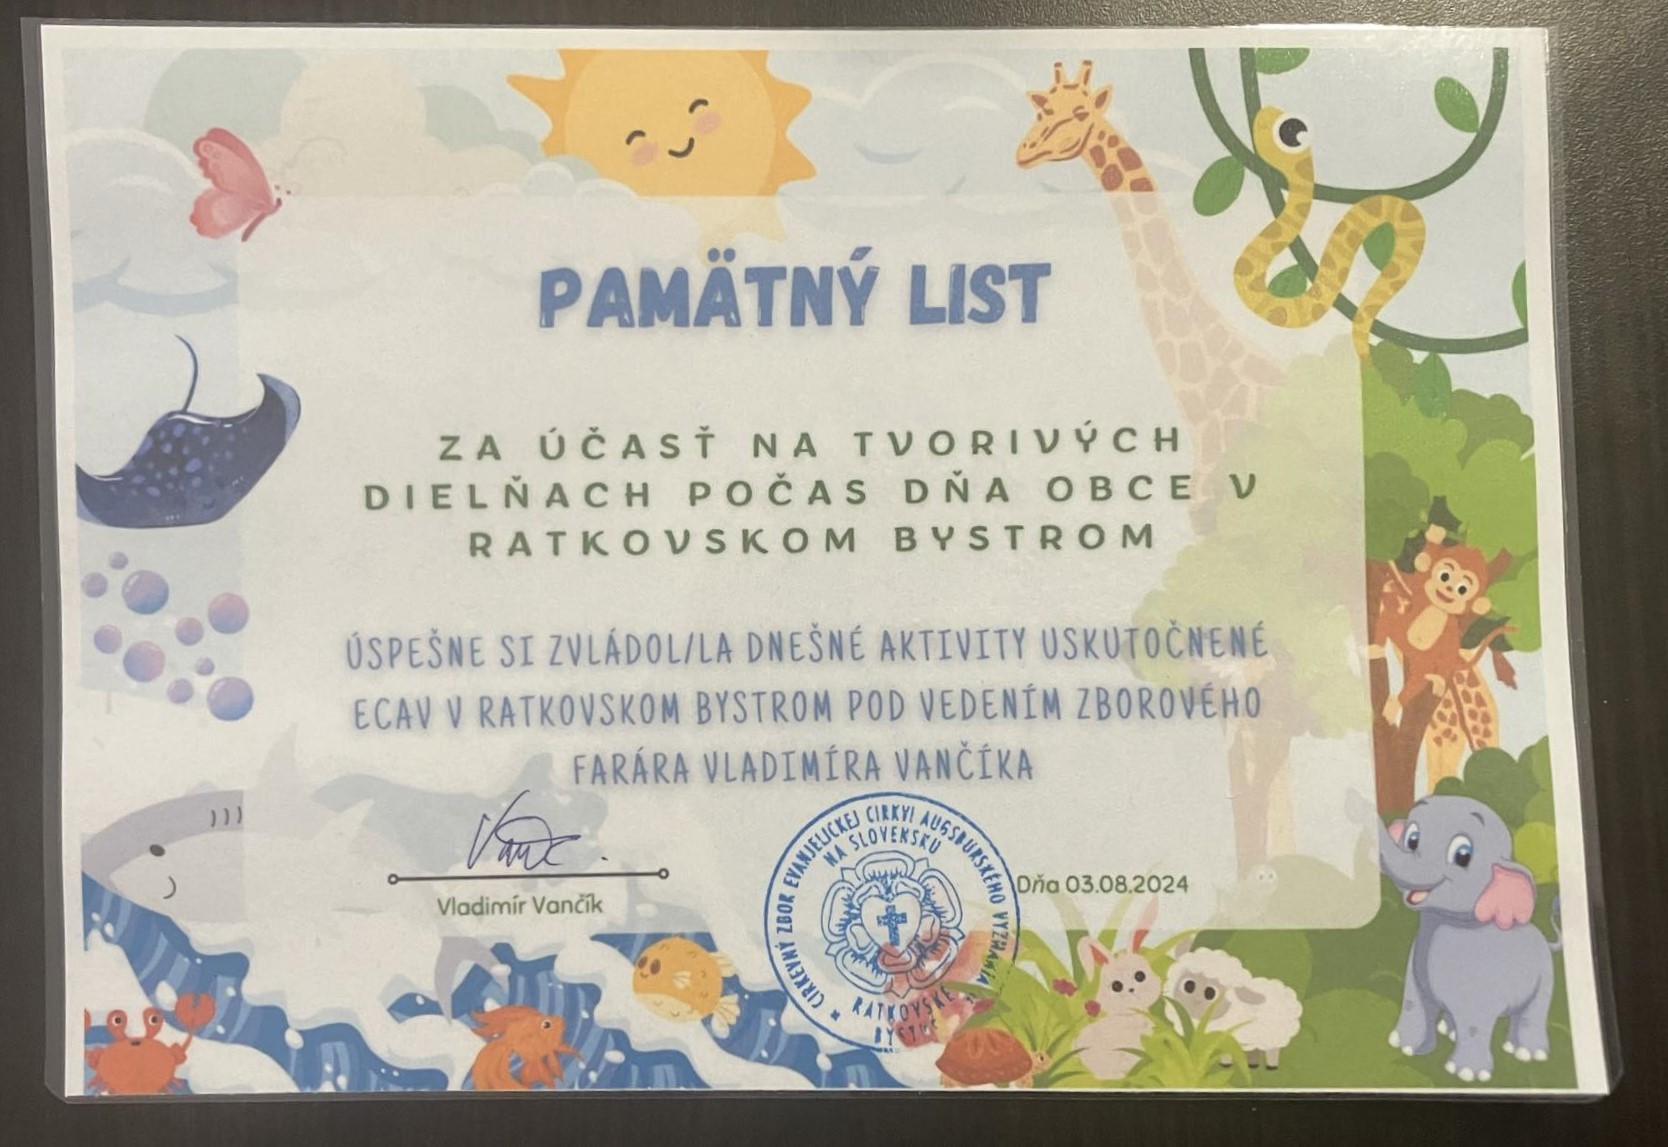 PAMÄTNÝ LIST
ZA ÚČASŤ NA TVORIVÝCH
DIELŇACH POČAS DŇA OBCE V
RATKOVSKOM BYSTROM
ÚSPEŠNE SI ZVLÁDOL/LA DNEŠNÉ AKTIVITY USKUTOČNENÉ
ECAV V RATKOVSKOM BYSTROM POD VEDENÍM ZBOROVÉHO
FARÁRA VLADIMÍRA VANČÍKA
Vladimír Vančík
CIRKEVNÝ ZBOR EVANJELICKEJ CIRKVI AUGSBURSKÉHO VYZNANIA
NA SLOVENSKU
RATKOVSKÉ
Dňa 03.08.2024